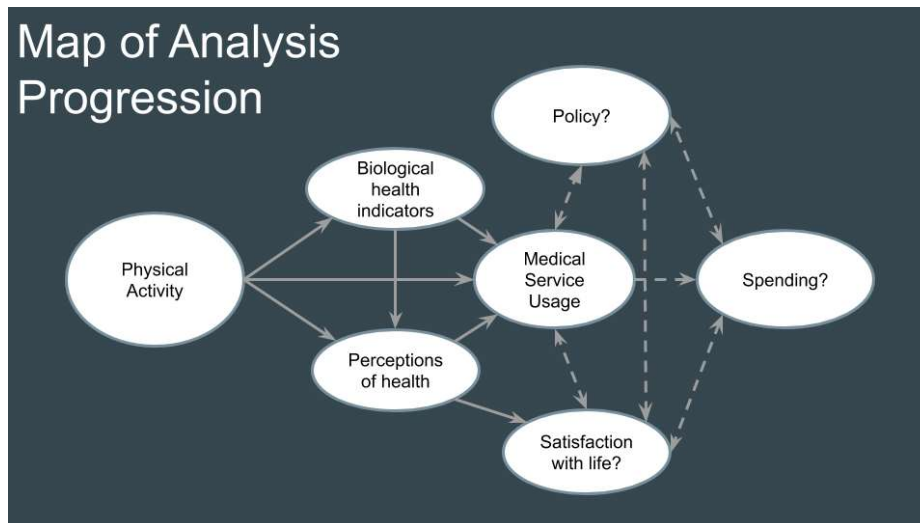 Map of Analysis
Progression
Policy?
Biological
health
indicators
Physical
Activity
Medical
Service
Usage
Spending?
Perceptions
of health
Satisfaction
with life?